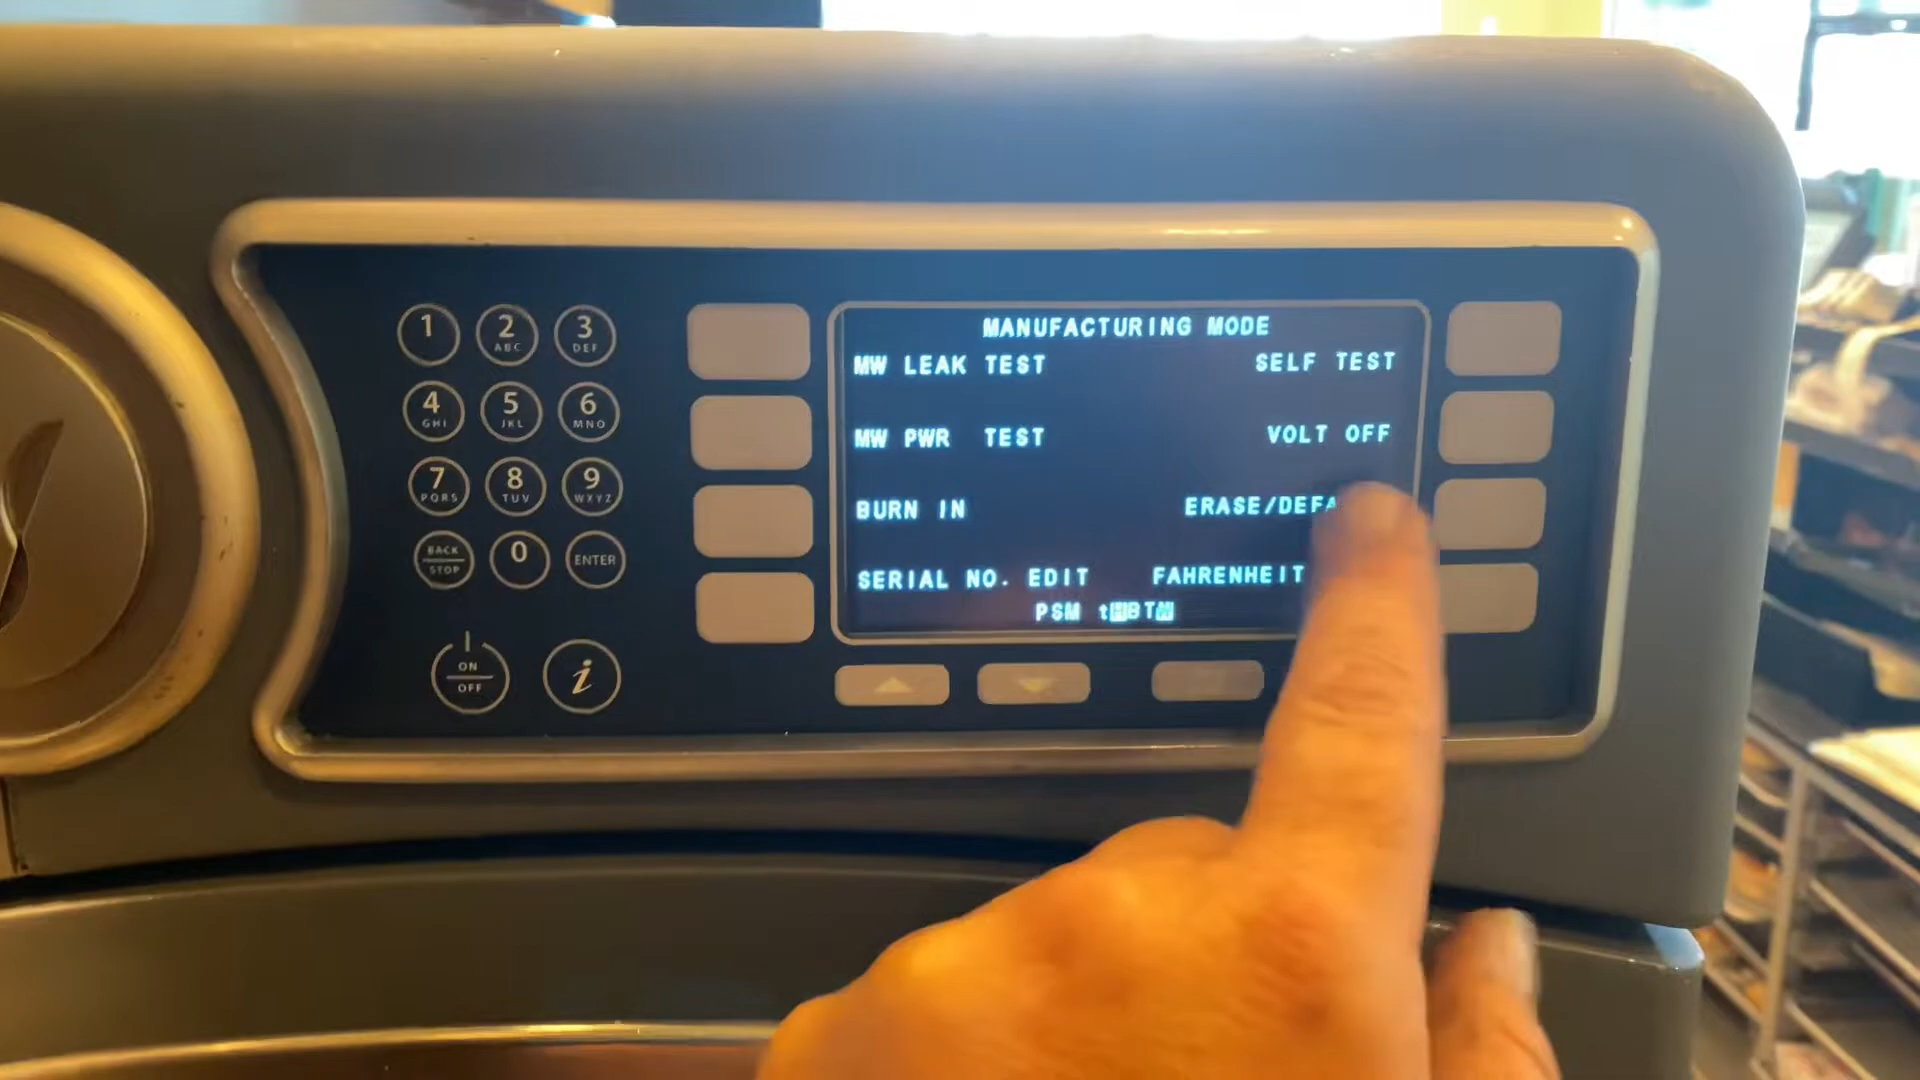 MANUFACTURING MODE
MW LEAK TEST SELF TEST
MW PWR TEST VOLT OFF
BURN IN ERASE/DEFA
SERIAL NO. EDIT FAHRENHEIT
PSM
1 2 ABC 3 DEF
4 GHI 5 JKL 6 MNO
7 PQRS 8 TUV 9 WXYZ
BACK STOP 0 ENTER
ON OFF i